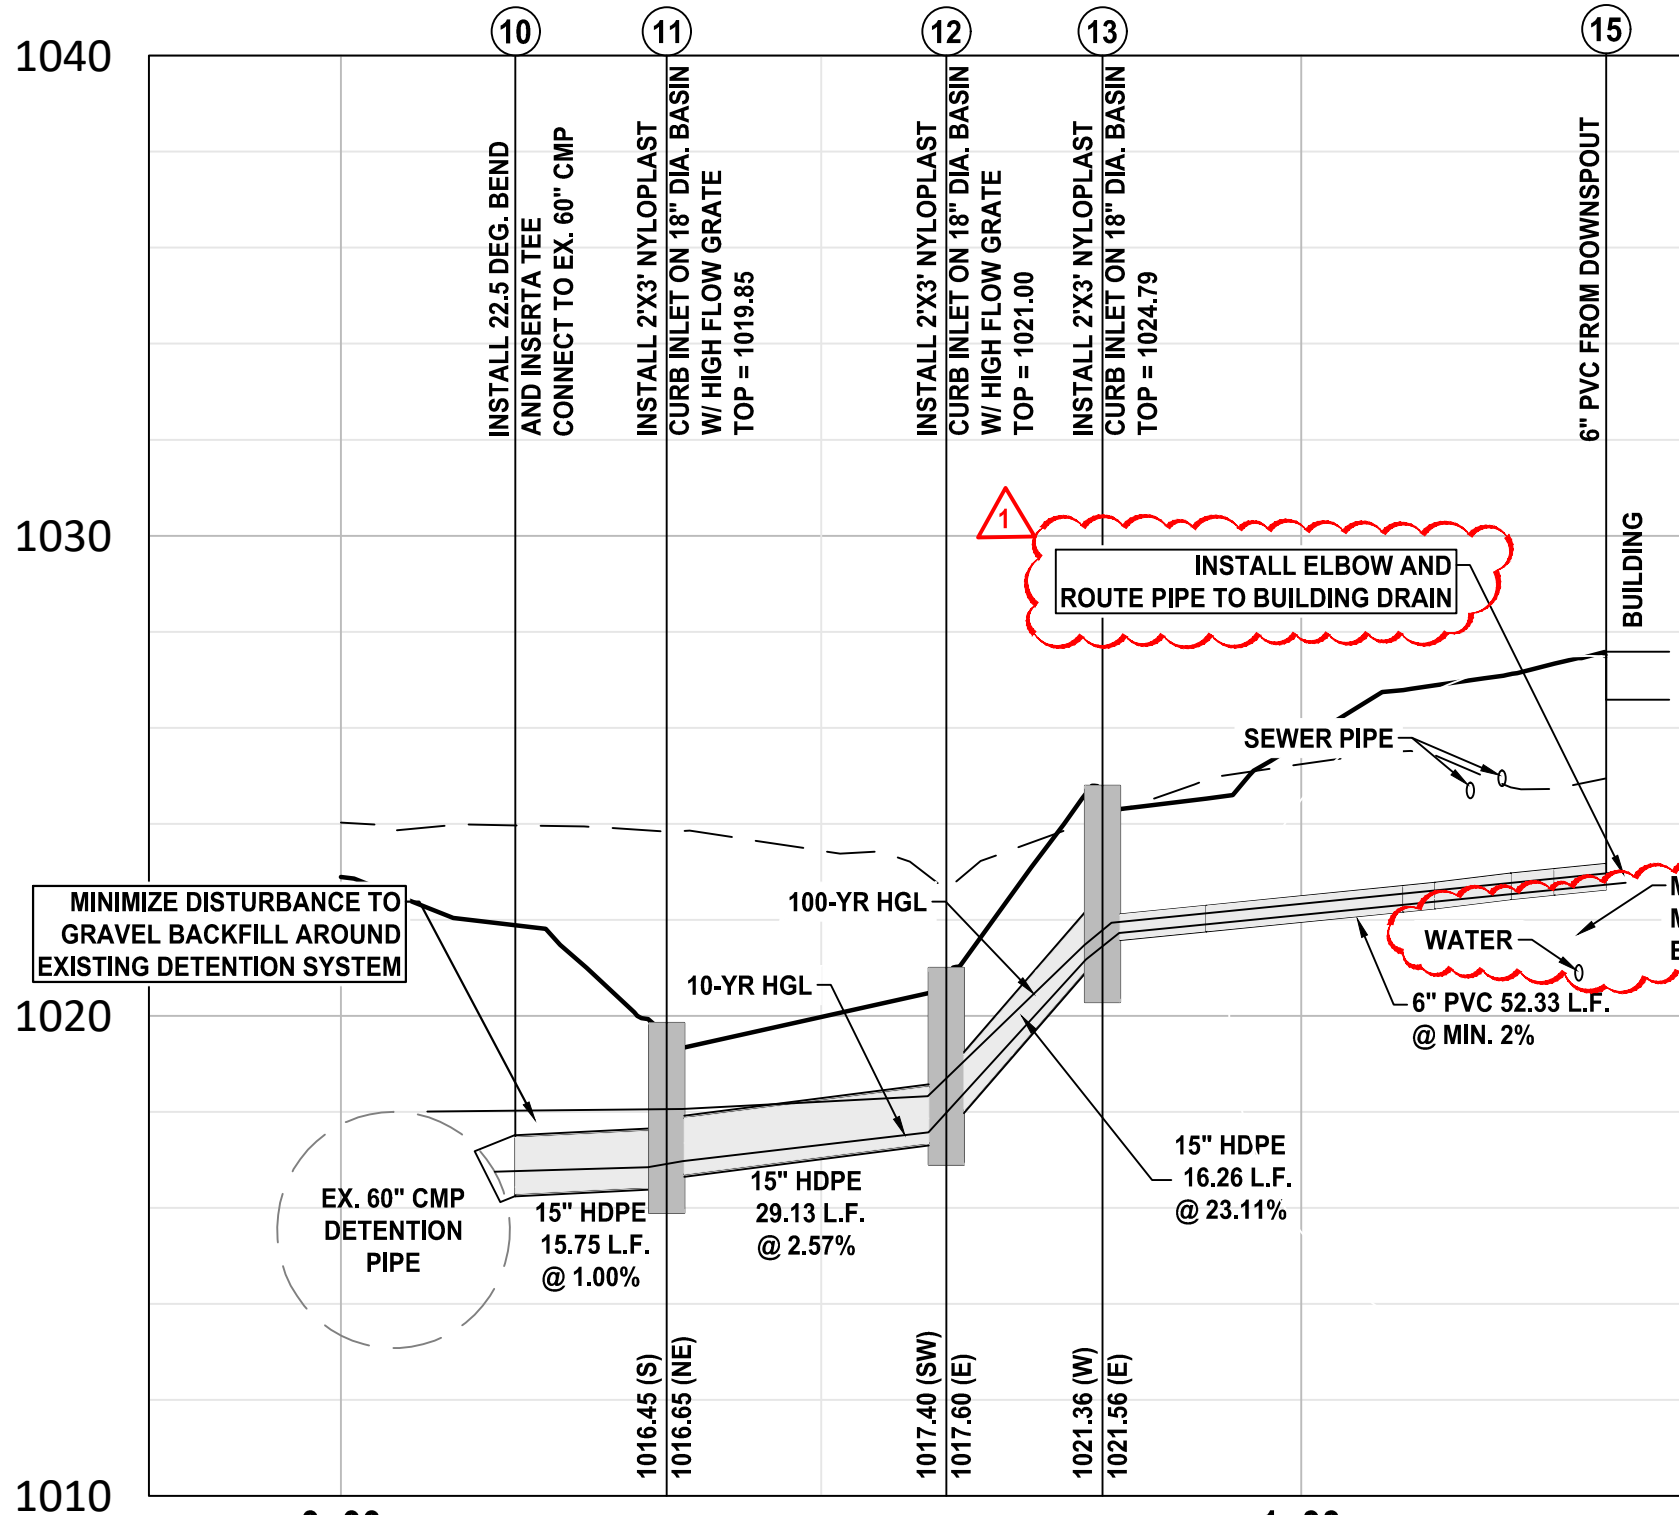 10
11
12
13
15
1040
1030
1020
1010
INSTALL 22.5 DEG. BEND
AND INSERTA TEE
CONNECT TO EX. 60" CMP
INSTALL 2'X3' NYLOPLAST
CURB INLET ON 18" DIA. BASIN
W/ HIGH FLOW GRATE
TOP = 1019.85
INSTALL 2'X3' NYLOPLAST
CURB INLET ON 18" DIA. BASIN
W/ HIGH FLOW GRATE
TOP = 1021.00
INSTALL 2'X3' NYLOPLAST
CURB INLET ON 18" DIA. BASIN
TOP = 1024.79
6" PVC FROM DOWNSPOUT
BUILDING
1
INSTALL ELBOW AND
ROUTE PIPE TO BUILDING DRAIN
SEWER PIPE
MINIMIZE DISTURBANCE TO
GRAVEL BACKFILL AROUND
EXISTING DETENTION SYSTEM
100-YR HGL
10-YR HGL
WATER
6" PVC 52.33 L.F.
@ MIN. 2%
EX. 60" CMP
DETENTION
PIPE
15" HDPE
15.75 L.F.
@ 1.00%
15" HDPE
29.13 L.F.
@ 2.57%
15" HDPE
16.26 L.F.
@ 23.11%
1016.45 (S)
1016.65 (NE)
1017.40 (SW)
1017.60 (E)
1021.36 (W)
1021.56 (E)